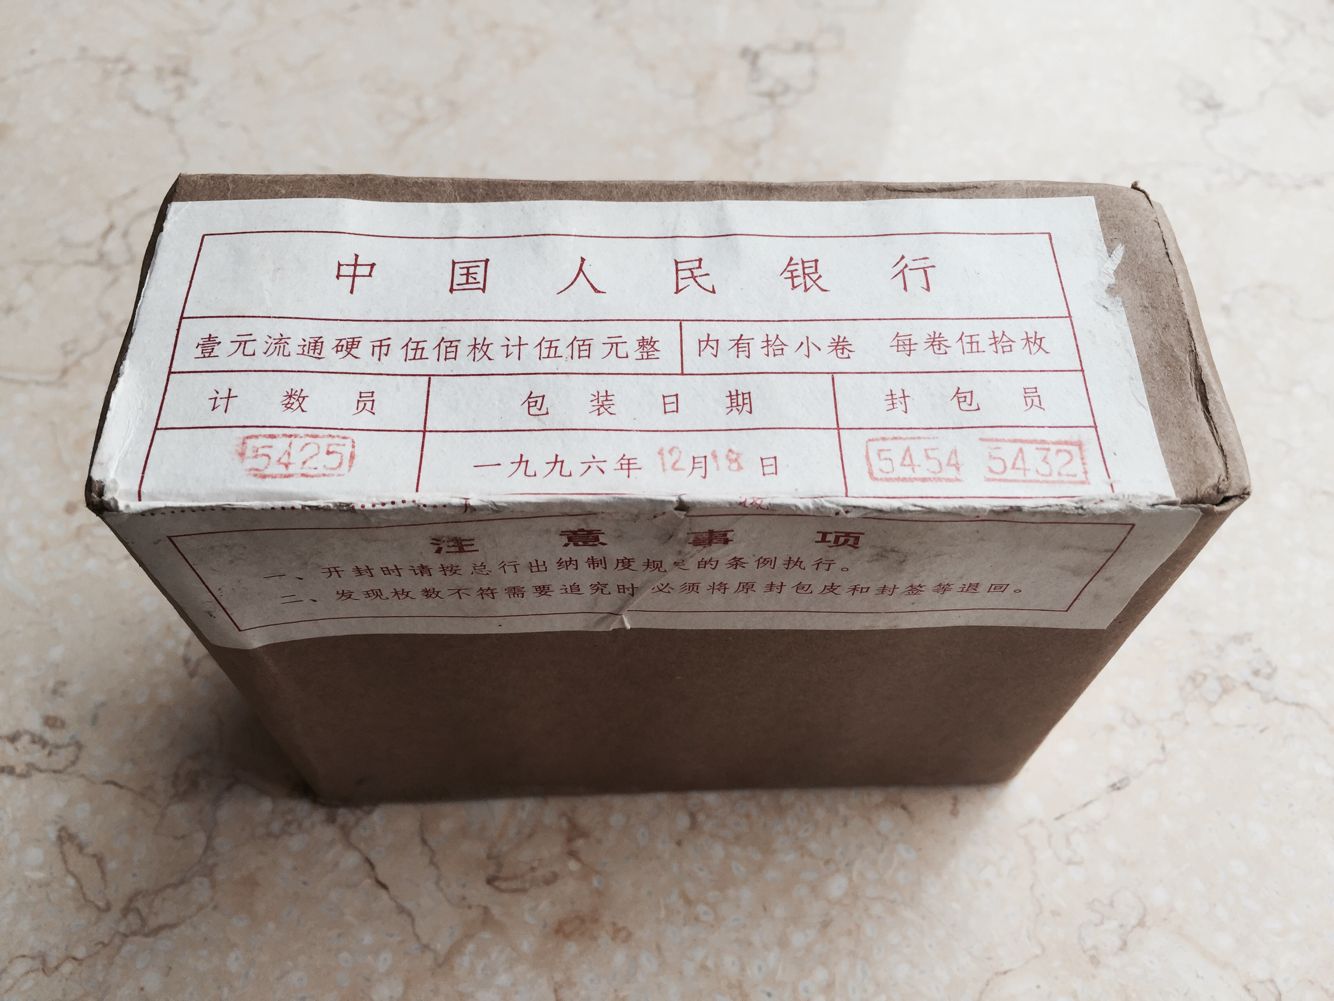 中国人民银行
壹元流通硬币伍佰枚计伍佰元整 内有拾小卷 每卷伍拾枚
计数员 包装日期 封包员
5425 一九九六年12月18日 5454 5432
注意事项
一、开封时请按总行出纳制度规定的条例执行。
二、发现枚数不符需要追究时 必须将原封包皮和封签等退回。